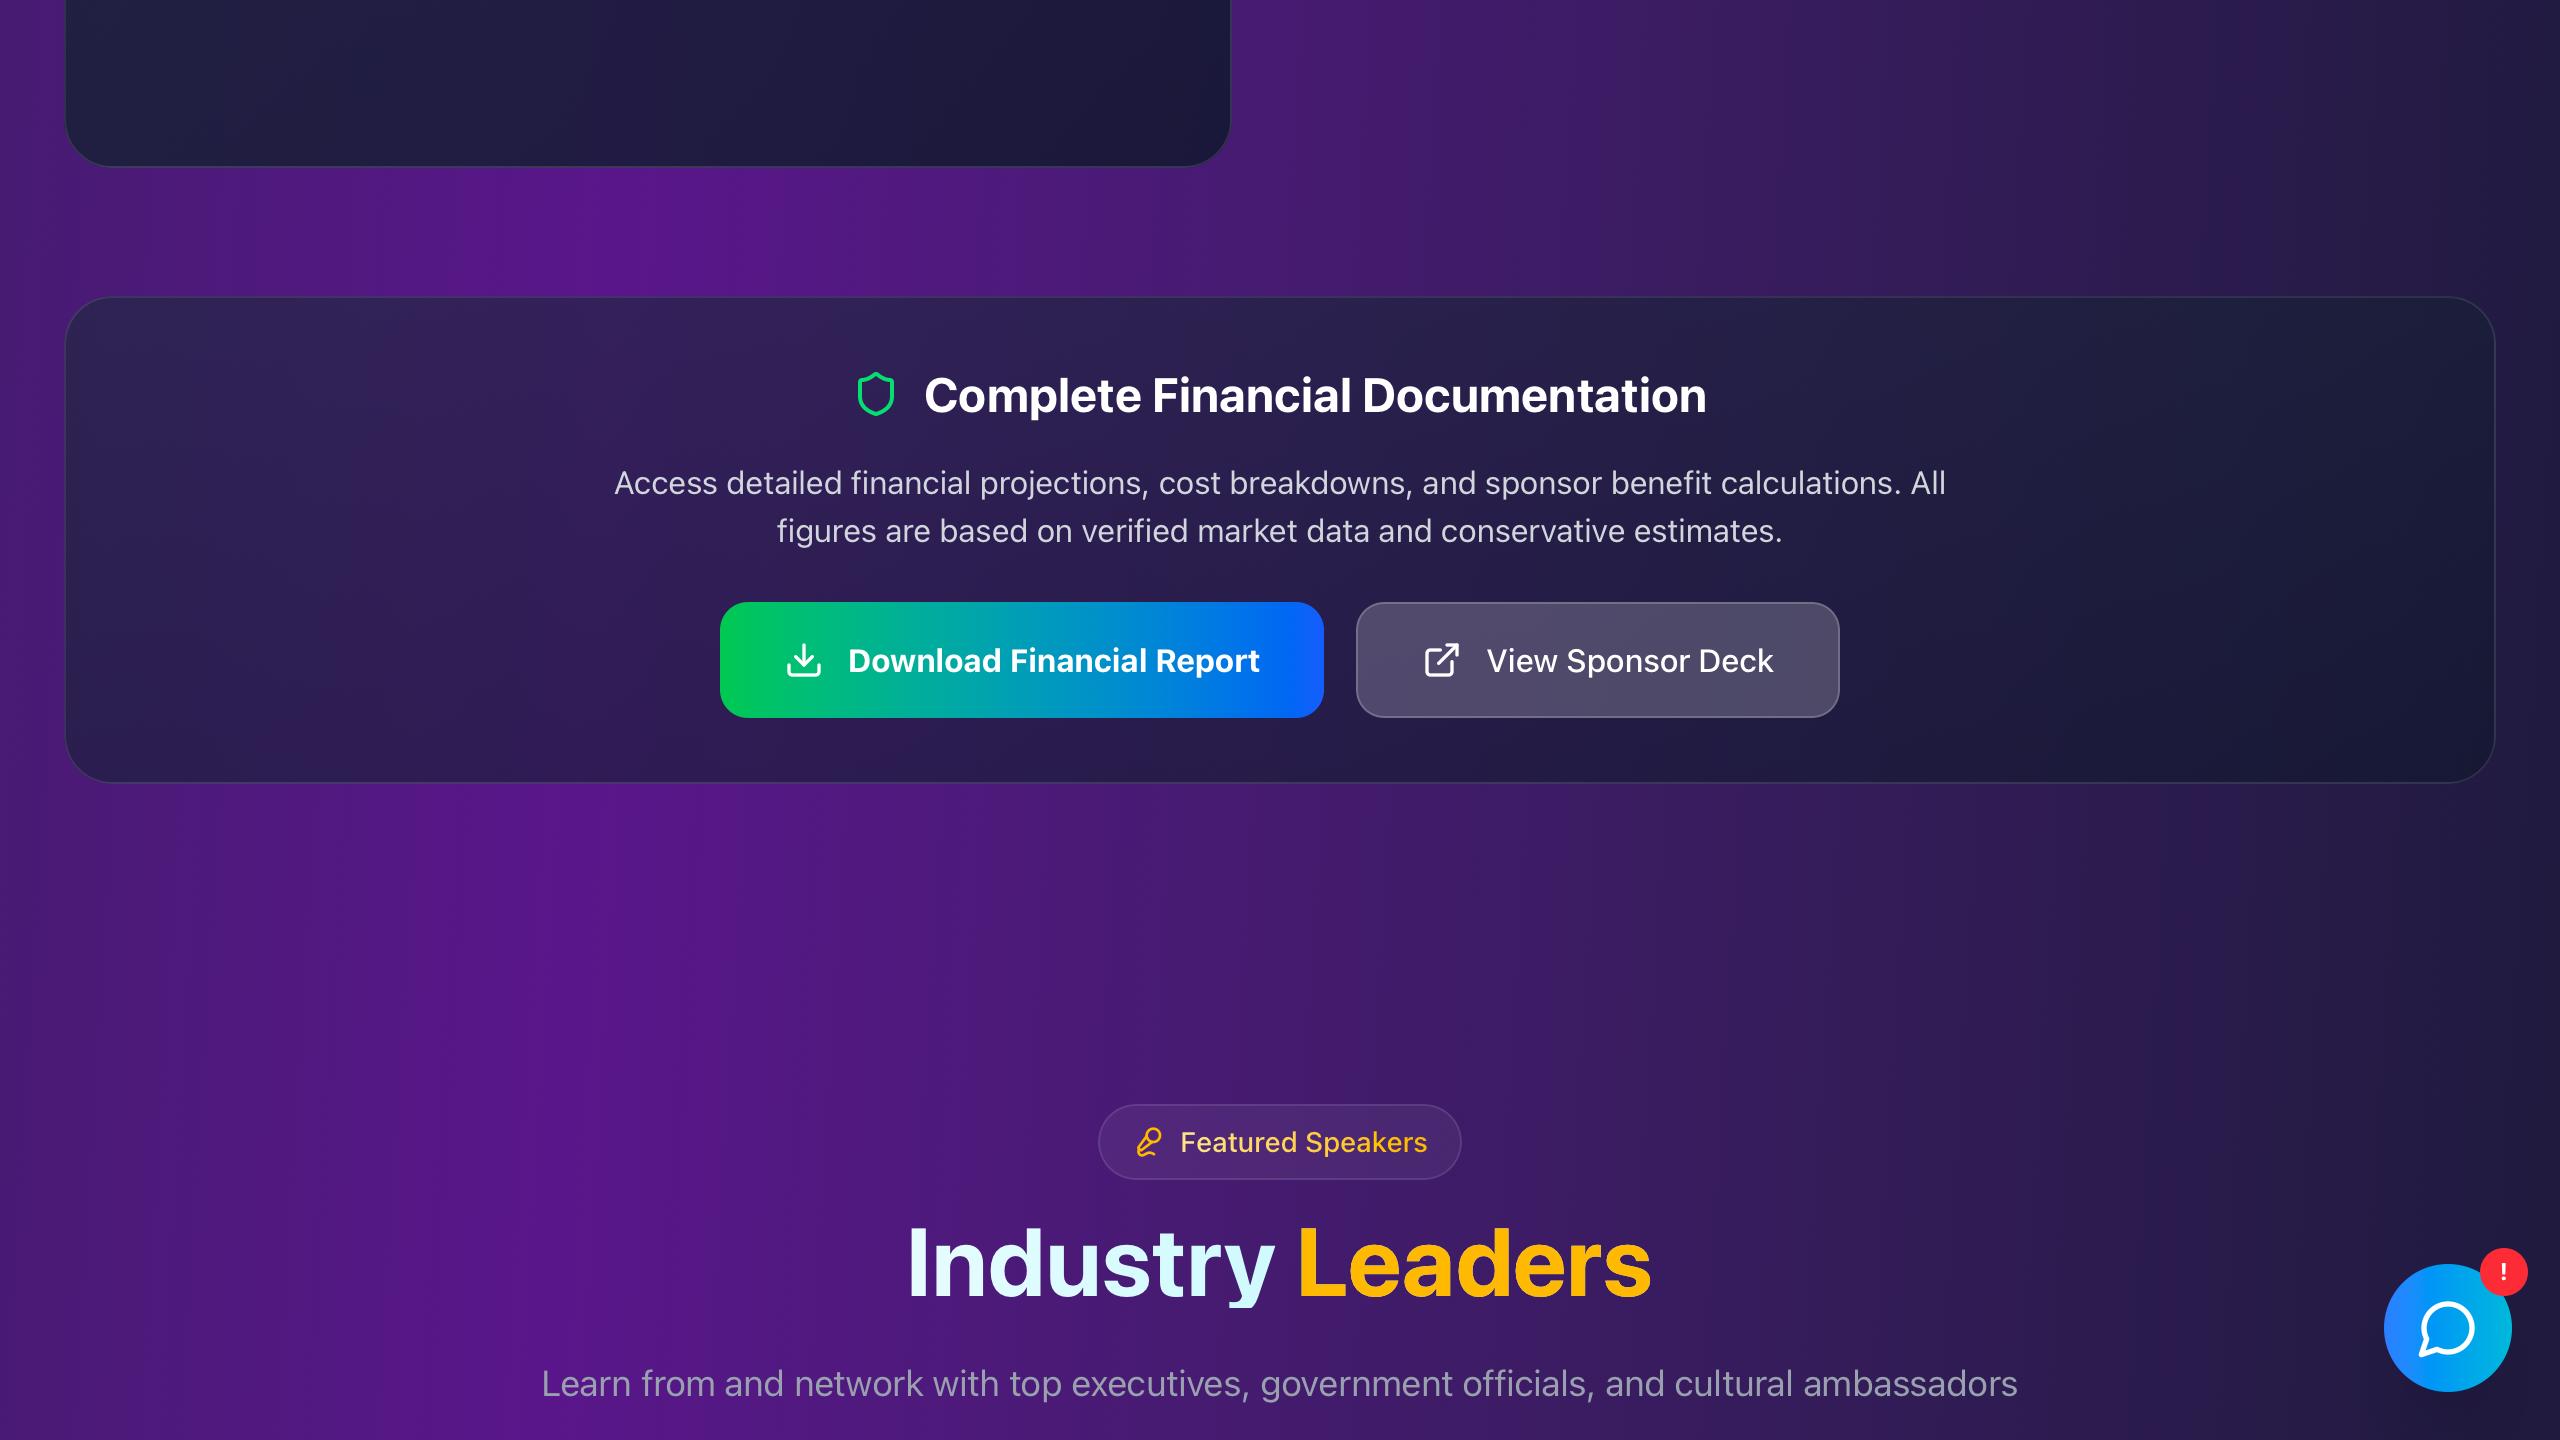 Complete Financial Documentation
Access detailed financial projections, cost breakdowns, and sponsor benefit calculations. All
figures are based on verified market data and conservative estimates.
Download Financial Report
View Sponsor Deck
Featured Speakers
Industry Leaders
!
Learn from and network with top executives, government officials, and cultural ambassadors